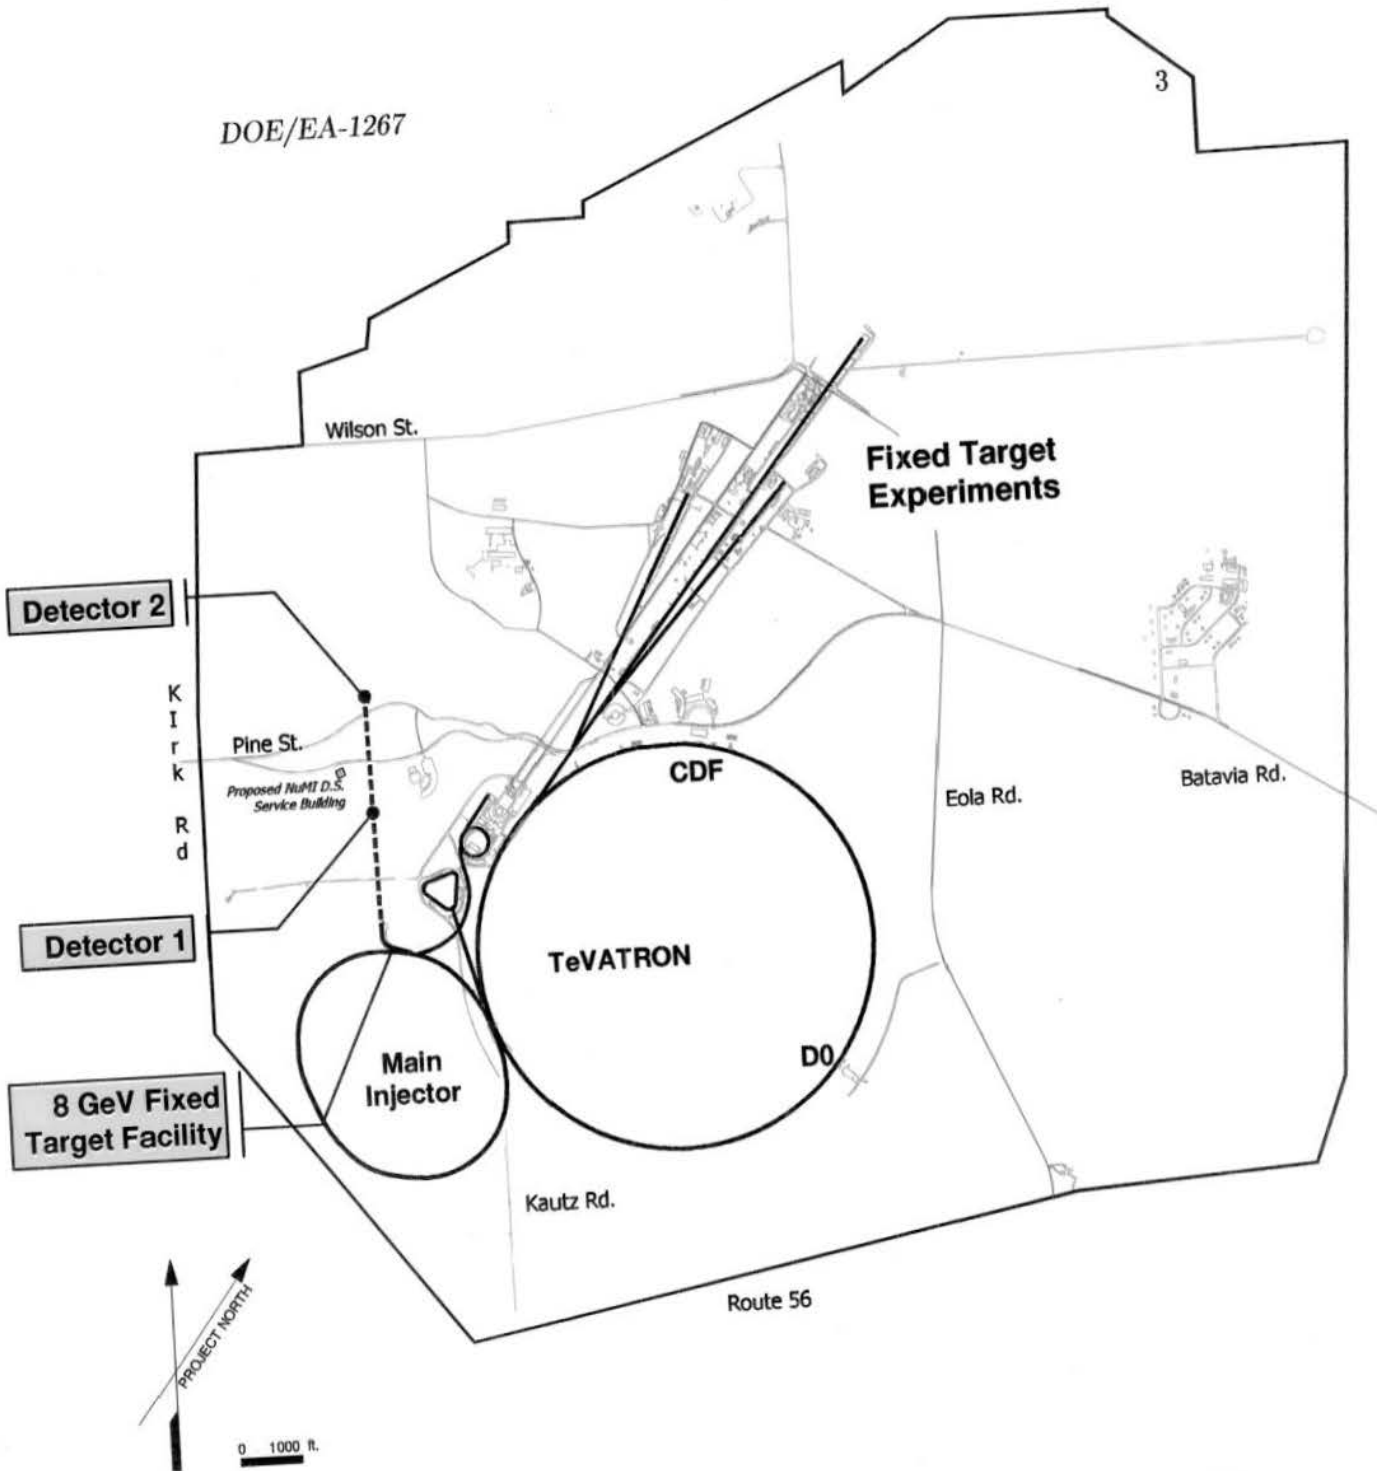 3
DOE/EA-1267
Wilson St.
Fixed Target
Experiments
Detector 2
KIrk Rd
Pine St.
Proposed NuMI D.S.
Service Building
CDF
Eola Rd.
Batavia Rd.
Detector 1
TeVATRON
D0
Main
Injector
8 GeV Fixed
Target Facility
Kautz Rd.
Route 56
PROJECT NORTH
0 1000 ft.